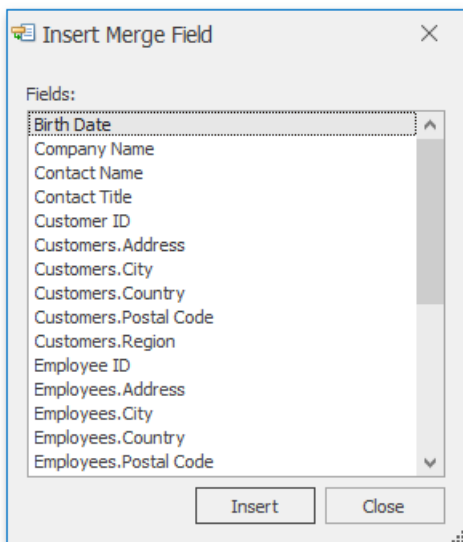 Insert Merge Field
Fields:
Birth Date
Company Name
Contact Name
Contact Title
Customer ID
Customers.Address
Customers.City
Customers.Country
Customers.Postal Code
Customers.Region
Employee ID
Employees.Address
Employees.City
Employees.Country
Employees.Postal Code
Insert Close